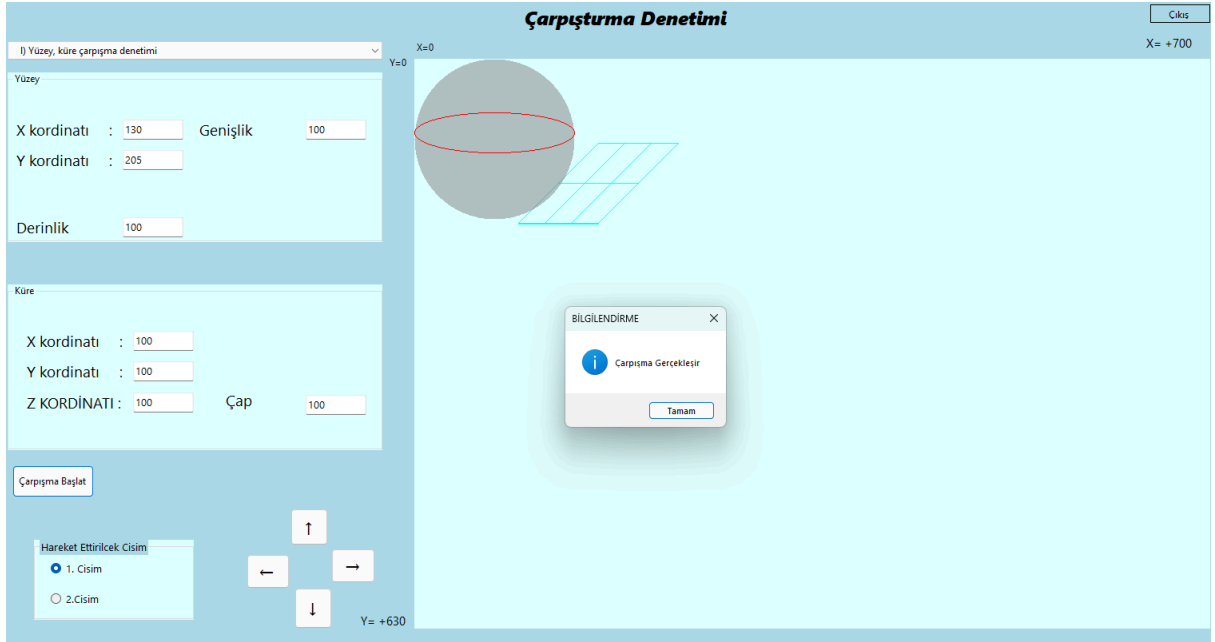 Çarpıştırma Denetimi
Çıkış
I) Yüzey, küre çarpışma denetimi
X=0
X= +700
Y=0
Yüzey
X kordinatı : 130 Genişlik 100
Y kordinatı : 205
Derinlik 100
Küre
X kordinatı : 100
Y kordinatı : 100
Z KORDİNATI : 100 Çap 100
BİLGİLENDİRME
i Çarpışma Gerçekleşir
Tamam
Çarpışma Başlat
Hareket Ettirilcek Cisim
1. Cisim
2.Cisim
↑
← →
↓
Y= +630